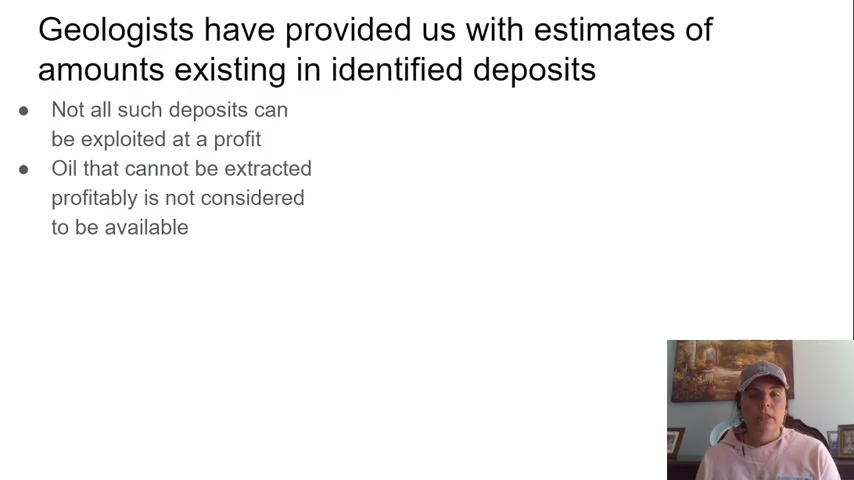 Geologists have provided us with estimates of
amounts existing in identified deposits
● Not all such deposits can
be exploited at a profit
● Oil that cannot be extracted
profitably is not considered
to be available